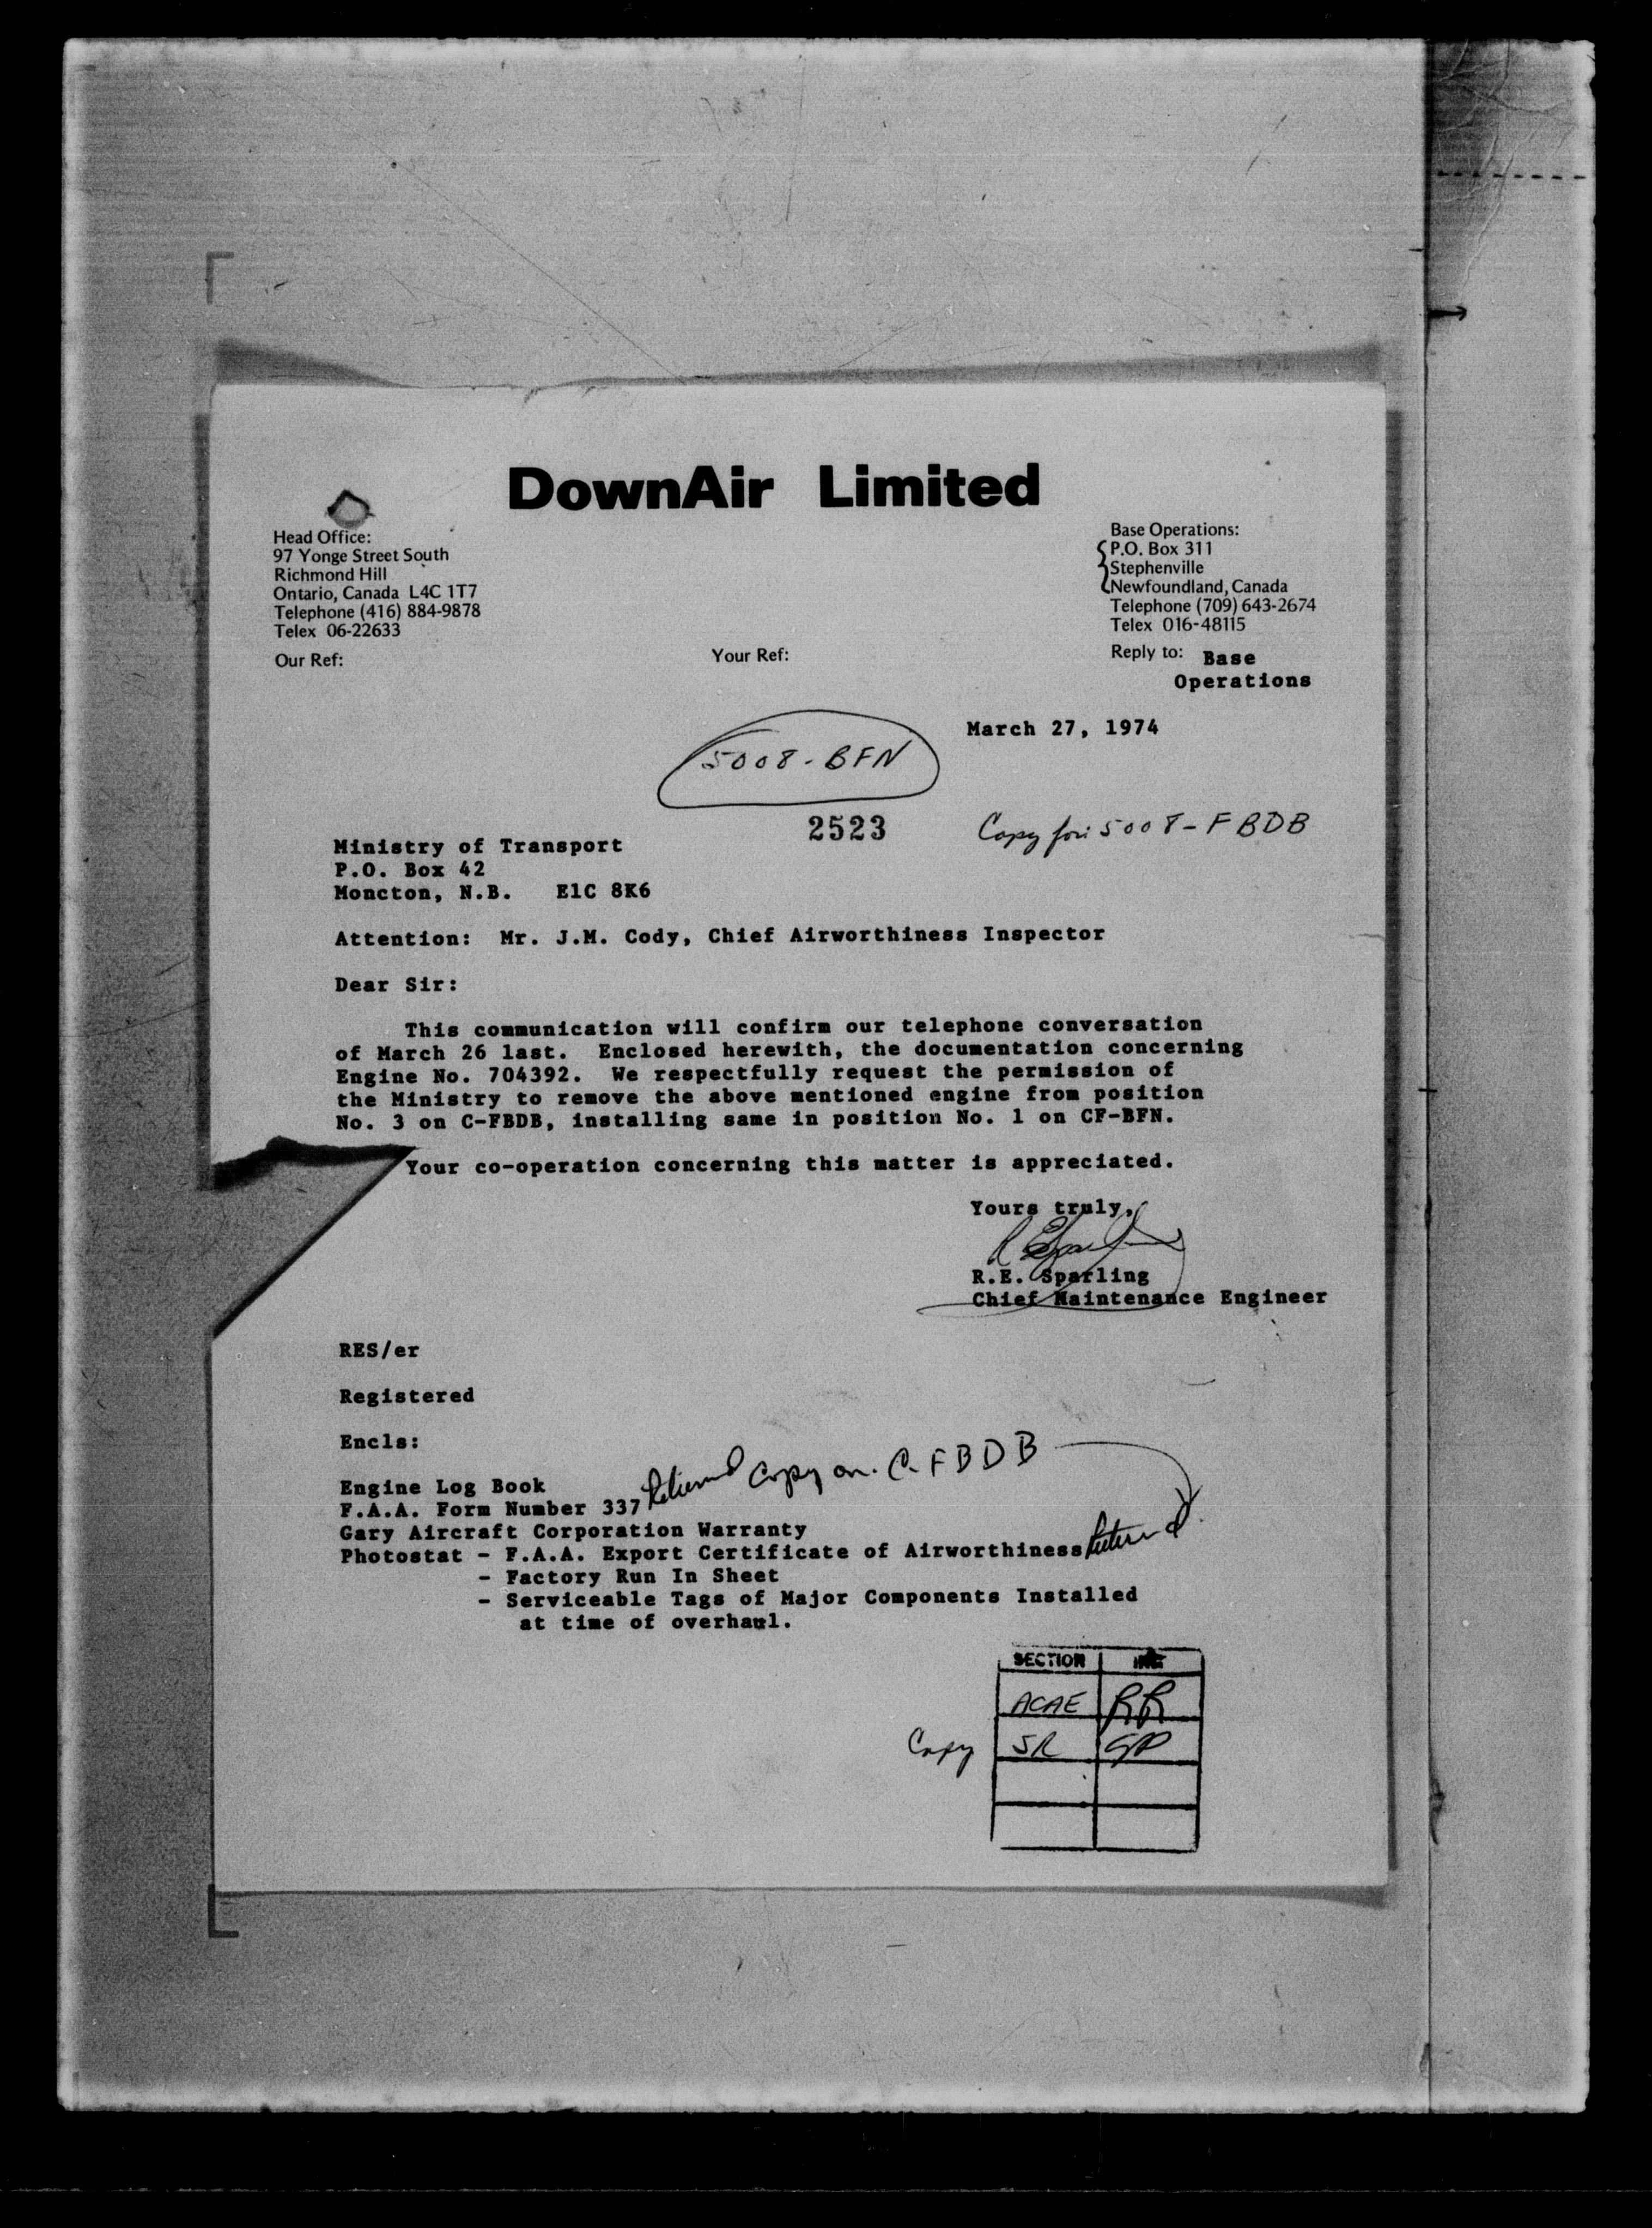 DownAir Limited
Head Office:
97 Yonge Street South
Richmond Hill
Ontario, Canada L4C 1T7
Telephone (416) 884-9878
Telex 06-22633
Our Ref:
Your Ref:
Base Operations:
P.O. Box 311
Stephenville
Newfoundland, Canada
Telephone (709) 643-2674
Telex 016-48115
Reply to: Base
Operations
March 27, 1974
5008-BFN
2523
Copy for 5008-FBDB
Ministry of Transport
P.O. Box 42
Moncton, N.B. E1C 8K6
Attention: Mr. J.M. Cody, Chief Airworthiness Inspector
Dear Sir:
This communication will confirm our telephone conversation
of March 26 last. Enclosed herewith, the documentation concerning
Engine No. 704392. We respectfully request the permission of
the Ministry to remove the above mentioned engine from position
No. 3 on C-FBDB, installing same in position No. 1 on CF-BFN.
Your co-operation concerning this matter is appreciated.
Yours truly,
R.E. Sparling
Chief Maintenance Engineer
RES/er
Registered
Encls:
Engine Log Book
F.A.A. Form Number 337 Returned Copy on C-FBDB
Gary Aircraft Corporation Warranty
Photostat - F.A.A. Export Certificate of Airworthiness Returned
- Factory Run In Sheet
- Serviceable Tags of Major Components Installed
at time of overhaul.
SECTION
ACAE RR
Copy SR